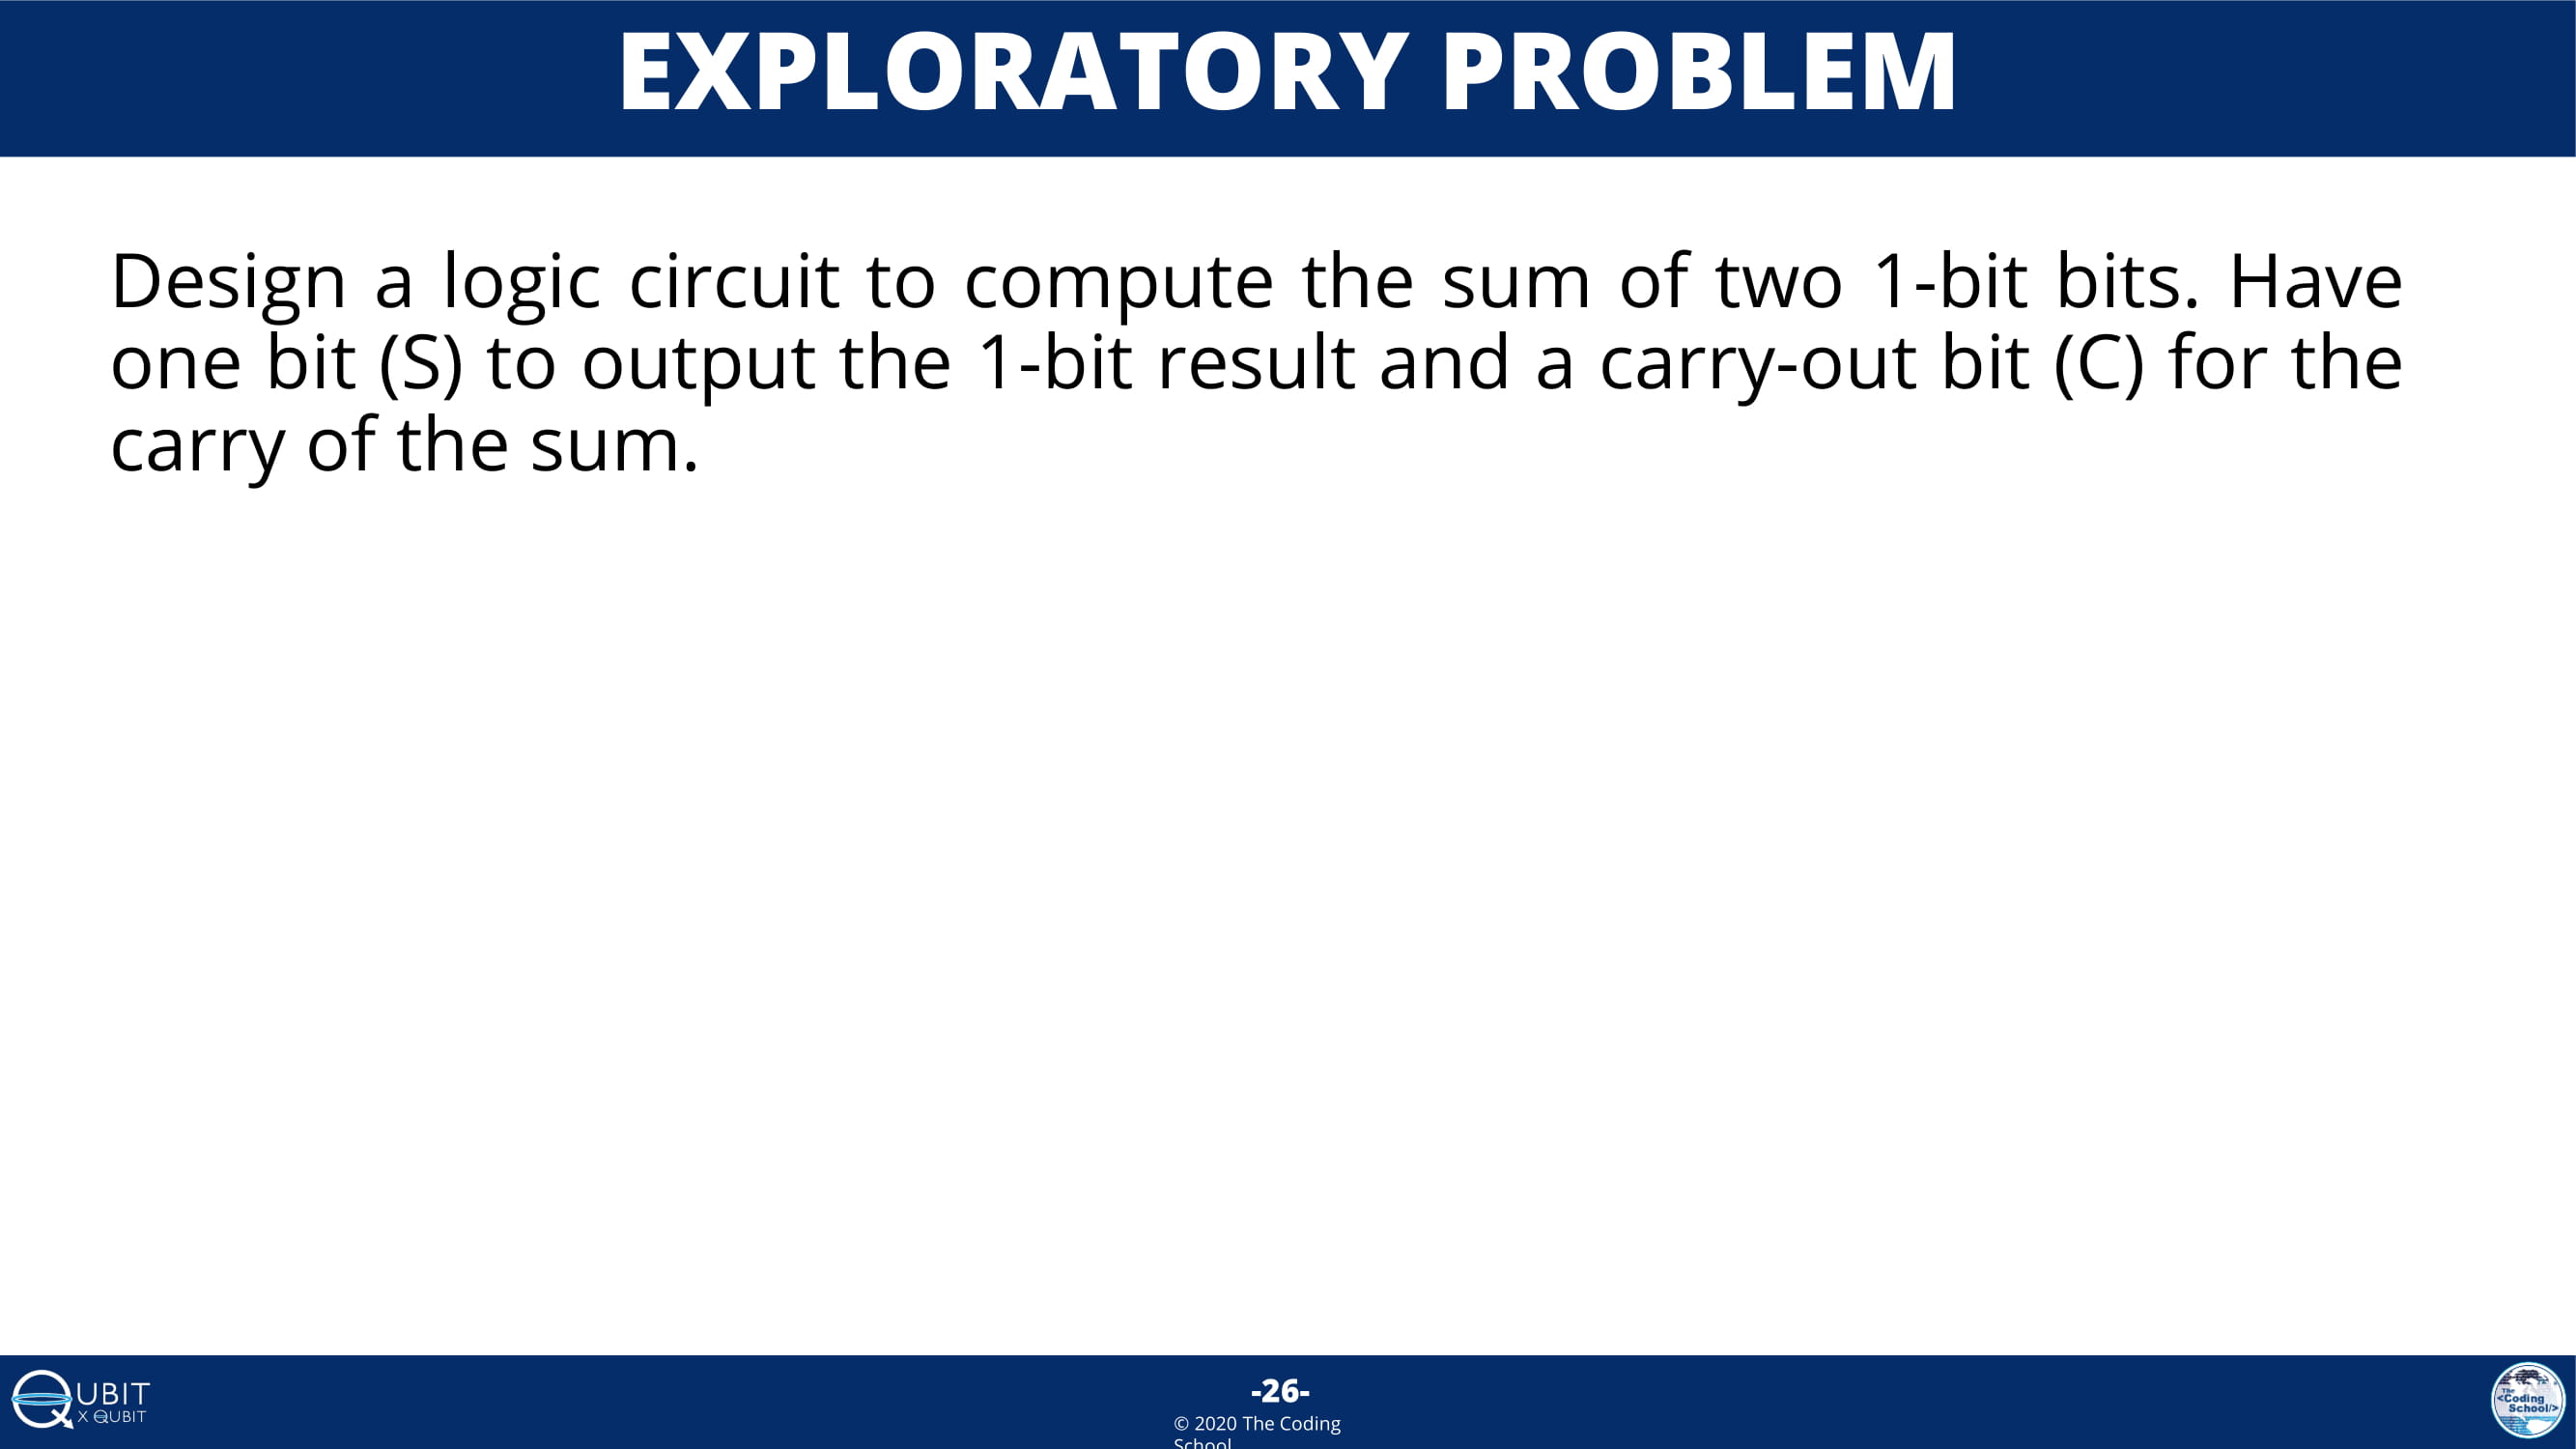 EXPLORATORY PROBLEM
Design a logic circuit to compute the sum of two 1-bit bits. Have
one bit (S) to output the 1-bit result and a carry-out bit (C) for the
carry of the sum.
QUBIT
X QUBIT
-26-
© 2020 The Coding
School
The
<Coding
School/>